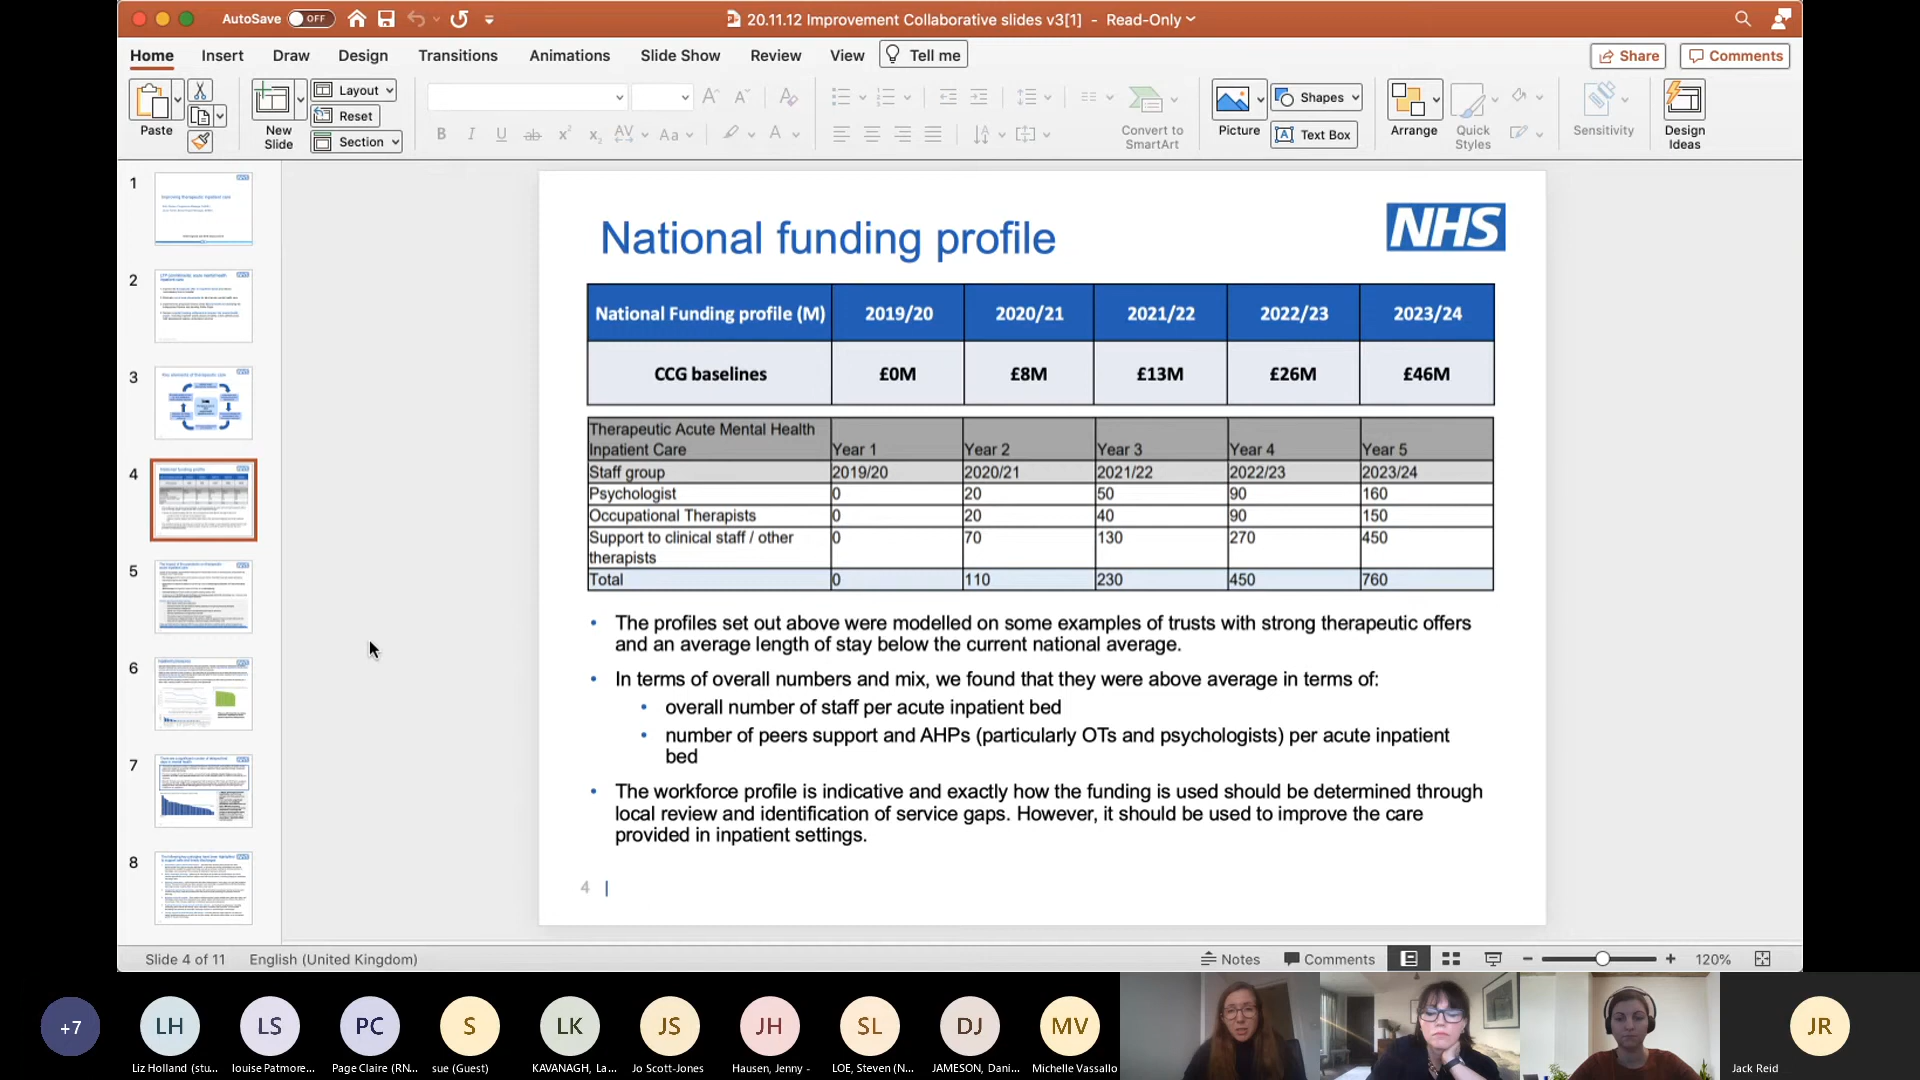 AutoSave OFF
20.11.12 Improvement Collaborative slides v3[1] - Read-Only
Home Insert Draw Design Transitions Animations Slide Show Review View Tell me
Share Comments
Paste
New
Slide
Layout
Reset
Section
Convert to
SmartArt
Picture
Shapes
Text Box
Arrange
Quick
Styles
Sensitivity
Design
Ideas
1
2
3
4
5
6
7
8
National funding profile
NHS
National Funding profile (M) 2019/20 2020/21 2021/22 2022/23 2023/24
CCG baselines £0M £8M £13M £26M £46M
Therapeutic Acute Mental Health
Inpatient Care Year 1 Year 2 Year 3 Year 4 Year 5
Staff group 2019/20 2020/21 2021/22 2022/23 2023/24
Psychologist 0 20 50 90 160
Occupational Therapists 0 20 40 90 150
Support to clinical staff / other 0 70 130 270 450
therapists
Total 0 110 230 450 760
• The profiles set out above were modelled on some examples of trusts with strong therapeutic offers
and an average length of stay below the current national average.
• In terms of overall numbers and mix, we found that they were above average in terms of:
• overall number of staff per acute inpatient bed
• number of peers support and AHPs (particularly OTs and psychologists) per acute inpatient
bed
• The workforce profile is indicative and exactly how the funding is used should be determined through
local review and identification of service gaps. However, it should be used to improve the care
provided in inpatient settings.
4 |
Slide 4 of 11 English (United Kingdom)
Notes Comments 120%
+7 LH LS PC S LK JS JH SL DJ MV JR
Liz Holland (stu... louise Patmore... Page Claire (RN... sue (Guest) KAVANAGH, La... Jo Scott-Jones Hausen, Jenny - LOE, Steven (N... JAMESON, Dani... Michelle Vassallo Jack Reid